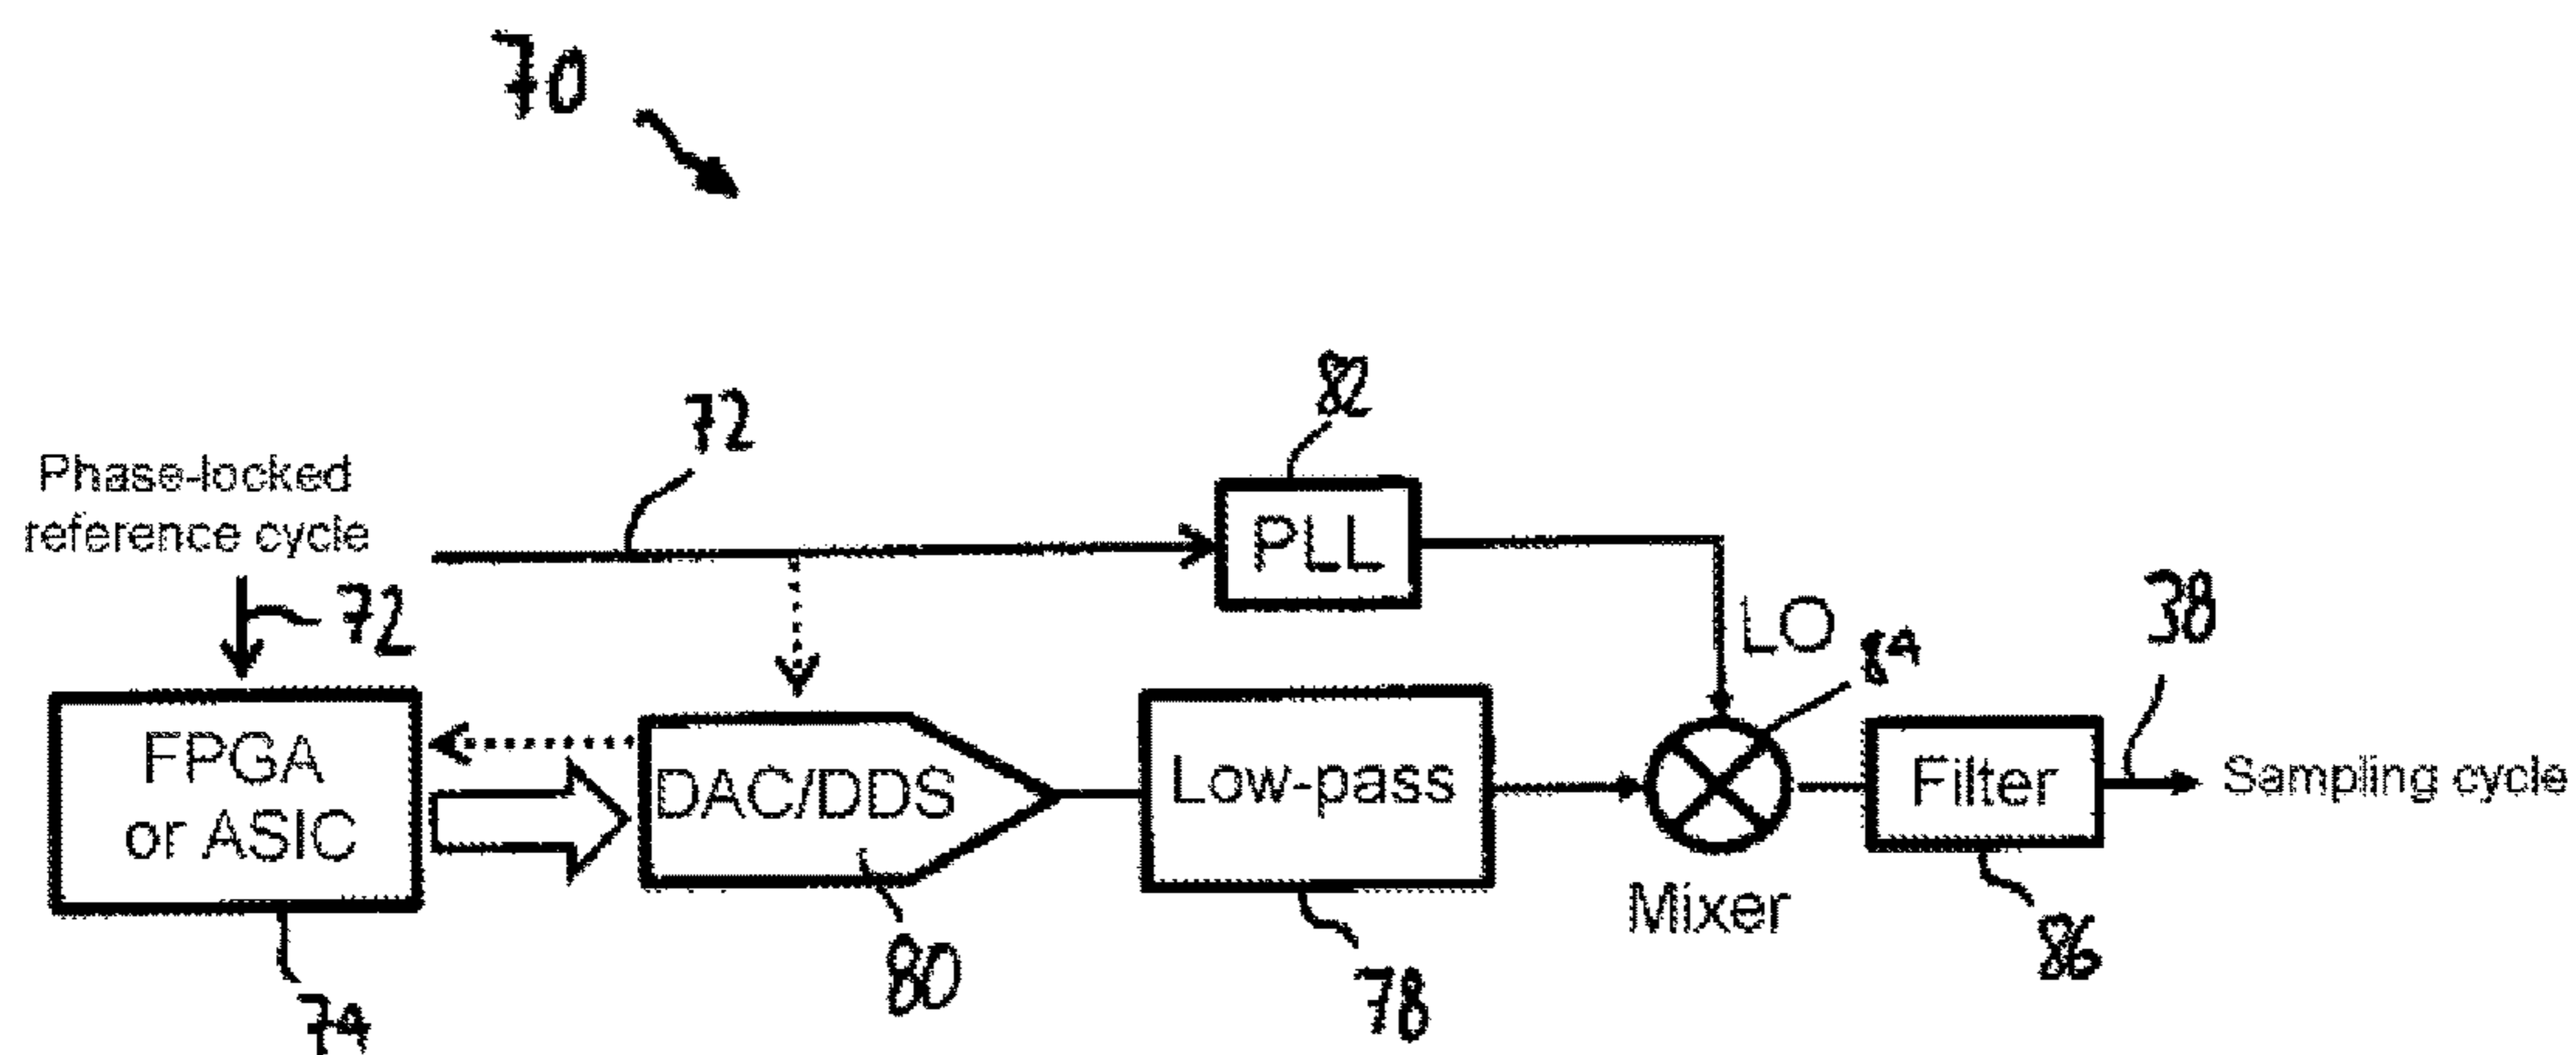 70
82
72
Phase-locked
reference cycle
72
PLL
LO
84
38
FPGA
or ASIC
DAC/DDS
Low-pass
Filter
Sampling cycle
Mixer
80
78
86
74